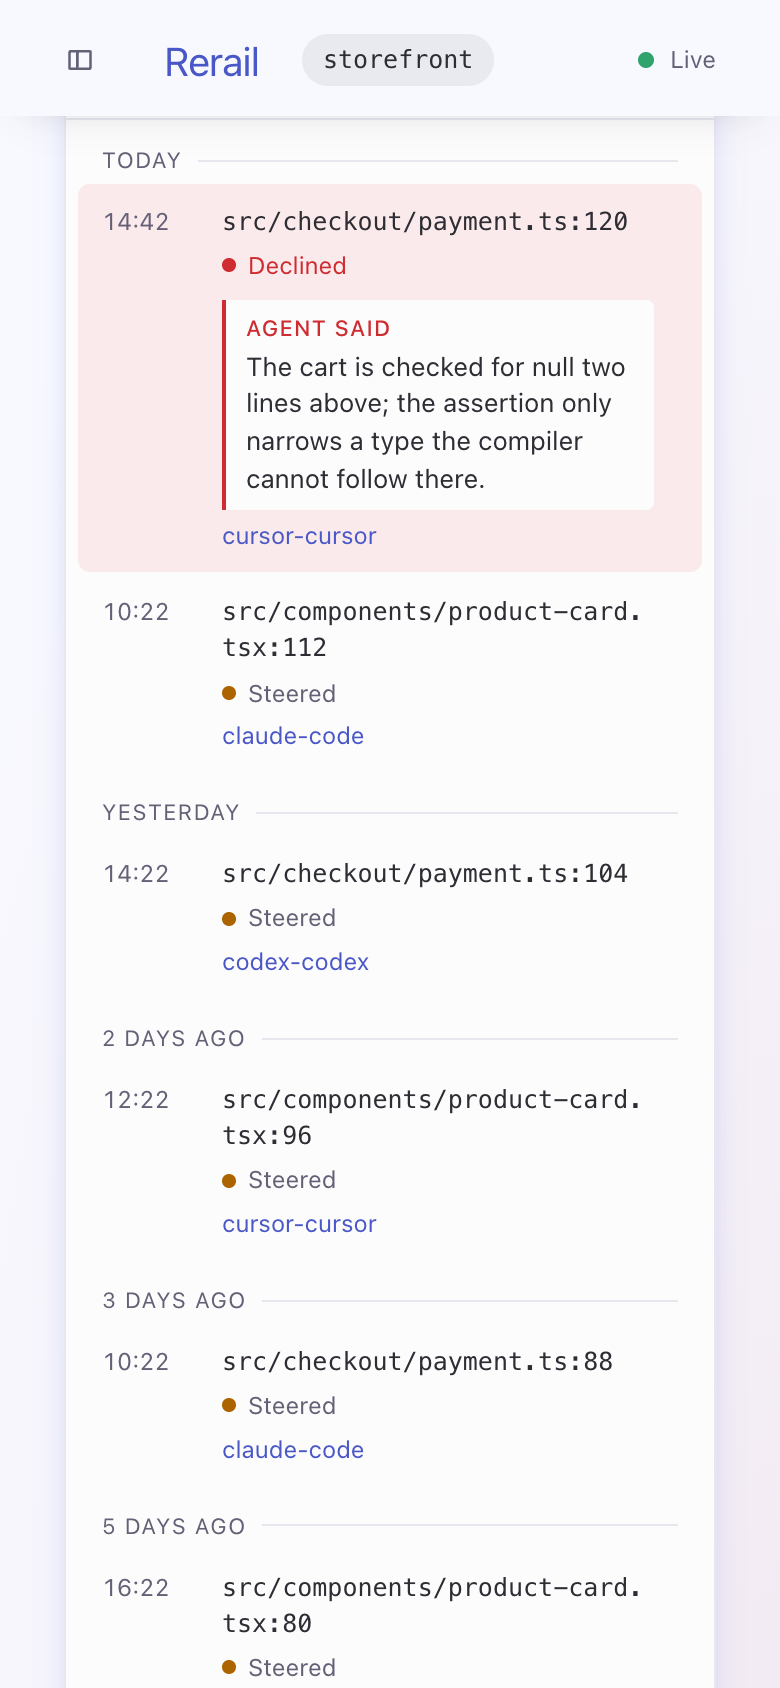 Rerail
storefront
Live
TODAY
14:42
src/checkout/payment.ts:120
Declined
AGENT SAID
The cart is checked for null two
lines above; the assertion only
narrows a type the compiler
cannot follow there.
cursor-cursor
10:22
src/components/product-card.
tsx:112
Steered
claude-code
YESTERDAY
14:22
src/checkout/payment.ts:104
Steered
codex-codex
2 DAYS AGO
12:22
src/components/product-card.
tsx:96
Steered
cursor-cursor
3 DAYS AGO
10:22
src/checkout/payment.ts:88
Steered
claude-code
5 DAYS AGO
16:22
src/components/product-card.
tsx:80
Steered